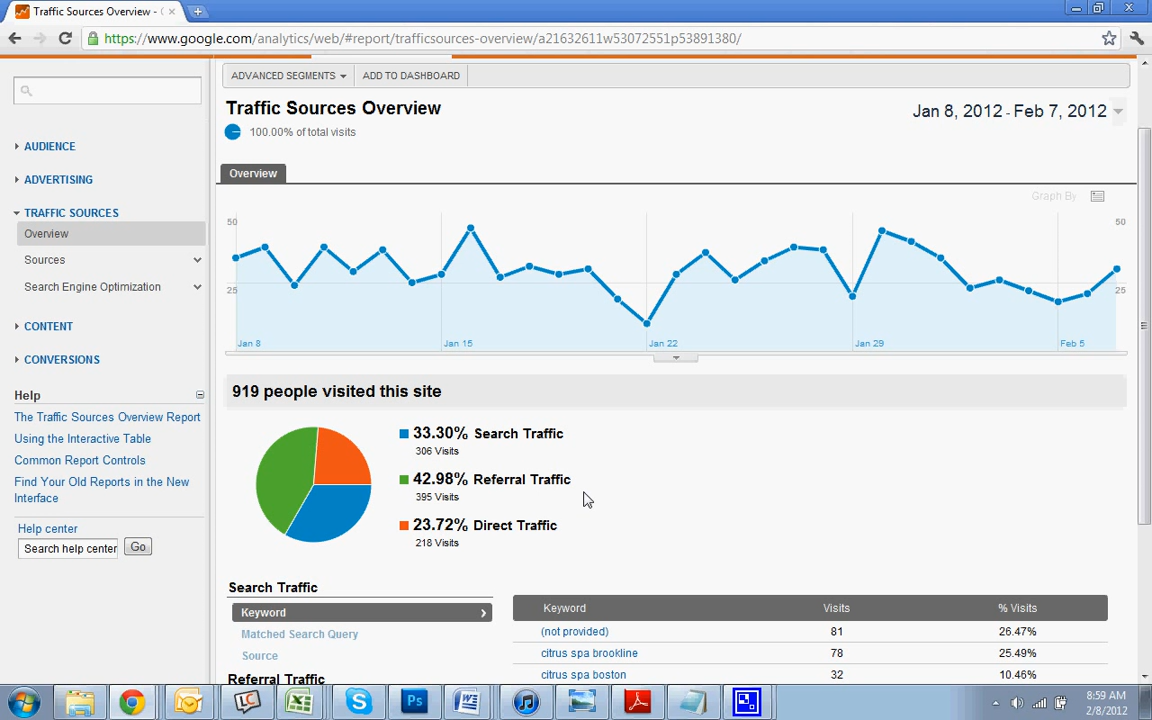 Traffic Sources Overview -
https://www.google.com/analytics/web/#report/trafficsources-overview/a21632611w53072551p53891380/
ADVANCED SEGMENTS
ADD TO DASHBOARD
Traffic Sources Overview
Jan 8, 2012 - Feb 7, 2012
100.00% of total visits
AUDIENCE
ADVERTISING
TRAFFIC SOURCES
Overview
Sources
Search Engine Optimization
CONTENT
CONVERSIONS
Help
The Traffic Sources Overview Report
Using the Interactive Table
Common Report Controls
Find Your Old Reports in the New
Interface
Help center
Search help center
Go
Overview
Graph By
50
50
25
25
Jan 8
Jan 15
Jan 22
Jan 29
Feb 5
919 people visited this site
33.30% Search Traffic
306 Visits
42.98% Referral Traffic
395 Visits
23.72% Direct Traffic
218 Visits
Search Traffic
Keyword
Matched Search Query
Source
Referral Traffic
Keyword Visits % Visits
(not provided) 81 26.47%
citrus spa brookline 78 25.49%
citrus spa boston 32 10.46%
LC
X
S
Ps
W
8:59 AM
2/8/2012